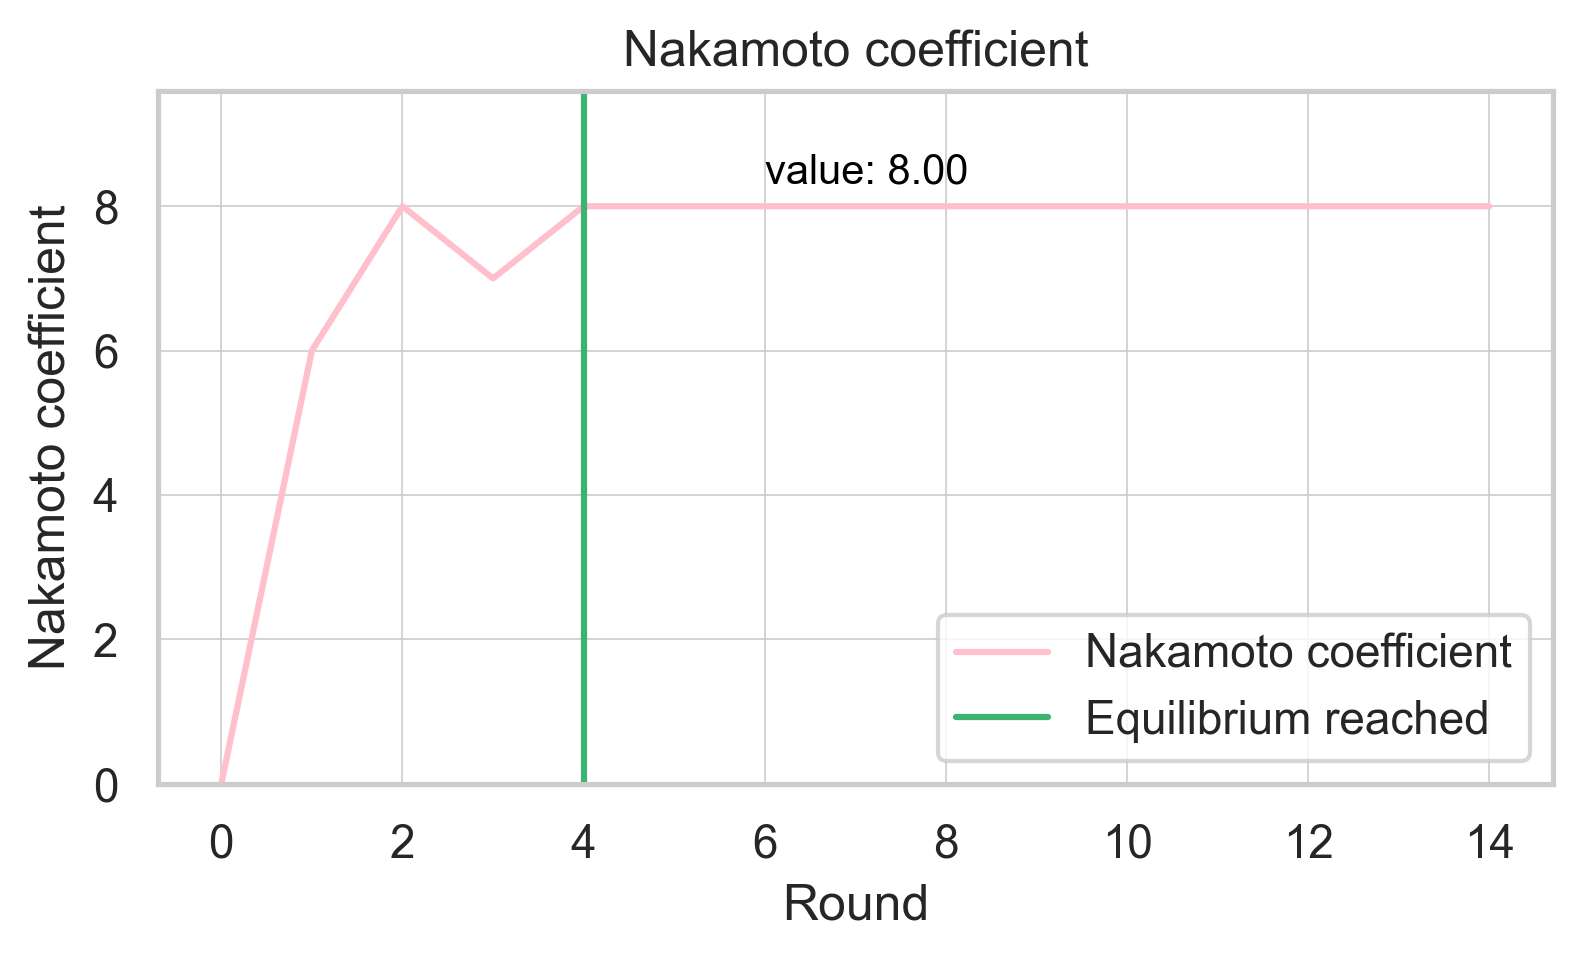 Nakamoto coefficient
value: 8.00
Nakamoto coefficient
8
6
4
2
0
Nakamoto coefficient
Equilibrium reached
0 2 4 6 8 10 12 14
Round